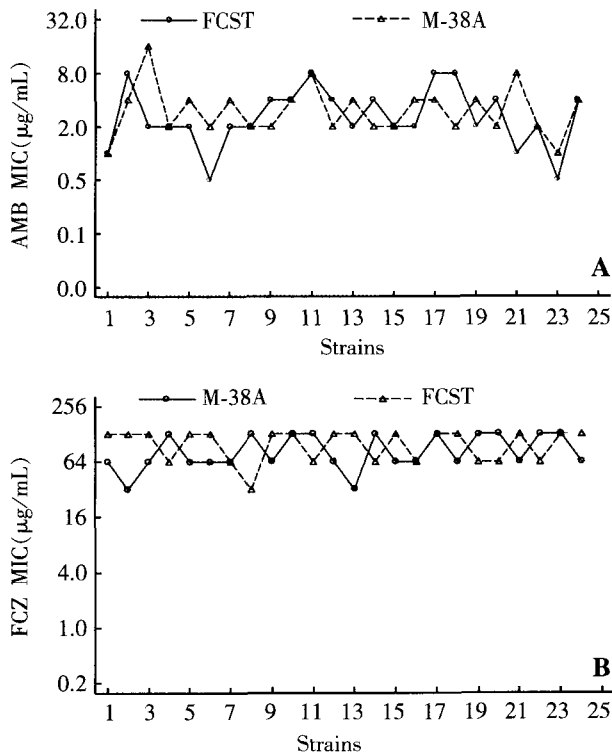 FCST M-38A
32.0
8.0
2.0
0.5
0.1
0.0
AMB MIC(μg/mL)
A
1 3 5 7 9 11 13 15 17 19 21 23 25
Strains
M-38A FCST
256
64
16
4.0
1.0
0.2
FCZ MIC(μg/mL)
B
1 3 5 7 9 11 13 15 17 19 21 23 25
Strains